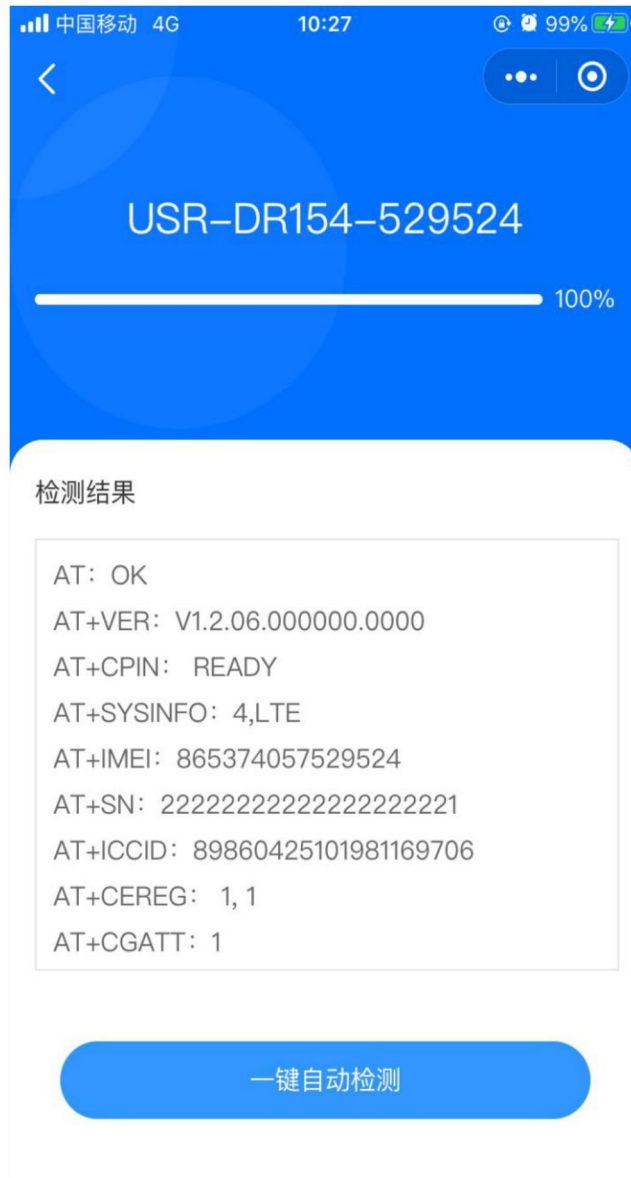 中国移动 4G 10:27 99%
USR-DR154-529524
100%
检测结果
AT: OK
AT+VER: V1.2.06.000000.0000
AT+CPIN: READY
AT+SYSINFO: 4,LTE
AT+IMEI: 865374057529524
AT+SN: 22222222222222222221
AT+ICCID: 89860425101981169706
AT+CEREG: 1, 1
AT+CGATT: 1
一键自动检测